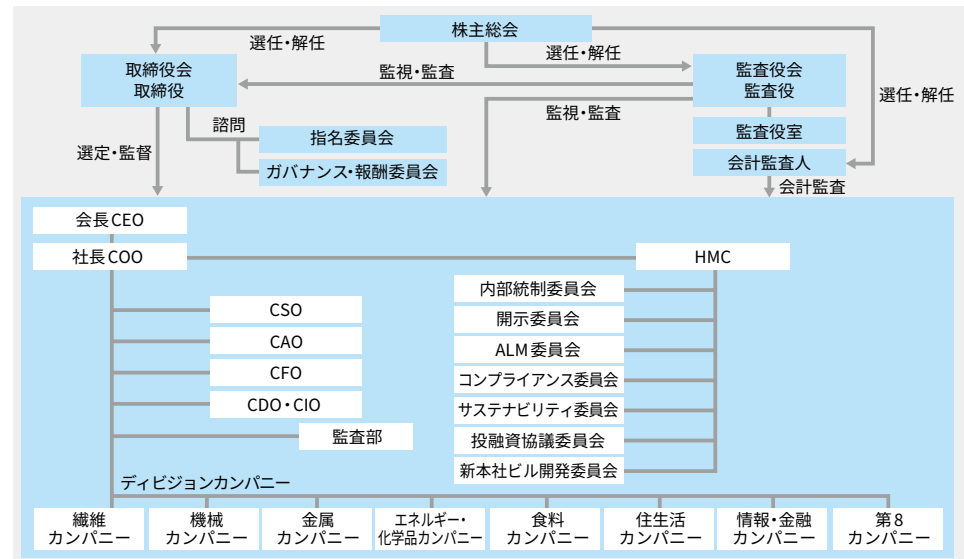 株主総会
選任・解任
選任・解任
選任・解任
取締役会
取締役
監視・監査
監査役会
監査役
監視・監査
諮問
指名委員会
監査役室
選定・監督
ガバナンス・報酬委員会
会計監査人
会計監査
会長CEO
社長COO
HMC
CSO
CAO
CFO
CDO・CIO
監査部
内部統制委員会
開示委員会
ALM委員会
コンプライアンス委員会
サステナビリティ委員会
投融資協議委員会
新本社ビル開発委員会
ディビジョンカンパニー
繊維
カンパニー
機械
カンパニー
金属
カンパニー
エネルギー・
化学品カンパニー
食料
カンパニー
住生活
カンパニー
情報・金融
カンパニー
第8
カンパニー